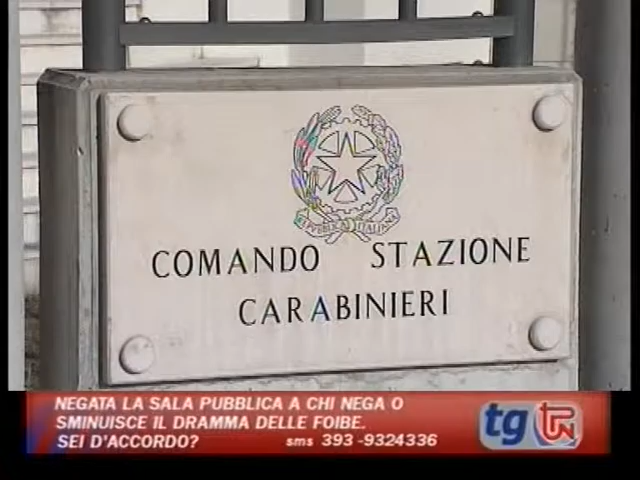 REPUBBLICA ITALIANA
COMANDO STAZIONE
CARABINIERI
NEGATA LA SALA PUBBLICA A CHI NEGA O
SMINUISCE IL DRAMMA DELLE FOIBE.
SEI D'ACCORDO? sms 393-9324336
tg TPN